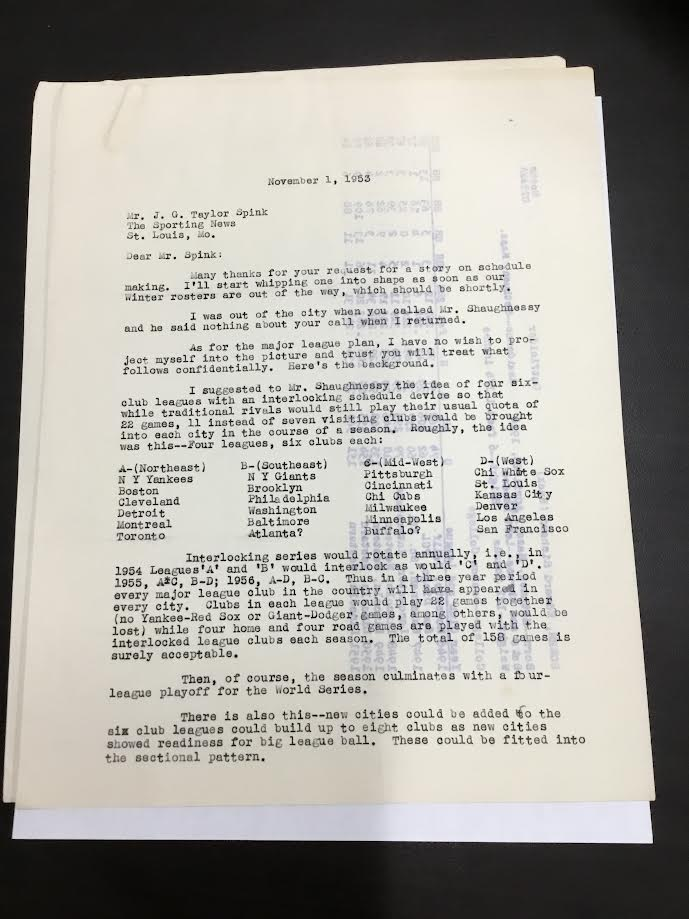 November 1, 1953
Mr. J. G. Taylor Spink
The Sporting News
St. Louis, Mo.
Dear Mr. Spink:
Many thanks for your request for a story on schedule
making. I'll start whipping one into shape as soon as our
winter rosters are out of the way, which should be shortly.
I was out of the city when you called Mr. Shaughnessy
and he said nothing about your call when I returned.
As for the major league plan, I have no wish to pro-
ject myself into the picture and trust you will treat what
follows confidentially. Here's the background.
I suggested to Mr. Shaughnessy the idea of four six-
club leagues with an interlocking schedule device so that
while traditional rivals would still play their usual quota of
22 games, 11 instead of seven visiting clubs would be brought
into each city in the course of a season. Roughly, the idea
was this--Four leagues, six clubs each:
A-(Northeast) B-(Southeast) C-(Mid-West) D-(West)
N Y Yankees N Y Giants Pittsburgh Chi White Sox
Boston Brooklyn Cincinnati St. Louis
Cleveland Philadelphia Chi Cubs Kansas City
Detroit Washington Milwaukee Denver
Montreal Baltimore Minneapolis Los Angeles
Toronto Atlanta? Buffalo? San Francisco
Interlocking series would rotate annually, i.e., in
1954 Leagues'A' and 'B' would interlock as would 'C' and 'D'.
1955, A-C, B-D; 1956, A-D, B-C. Thus in a three year period
every major league club in the country will have appeared in
every city. Clubs in each league would play 22 games together
(no Yankee-Red Sox or Giant-Dodger games, among others, would be
lost) while four home and four road games are played with the
interlocked league clubs each season. The total of 158 games is
surely acceptable.
Then, of course, the season culminates with a four-
league playoff for the World Series.
There is also this--new cities could be added to the
six club leagues could build up to eight clubs as new cities
showed readiness for big league ball. These could be fitted into
the sectional pattern.